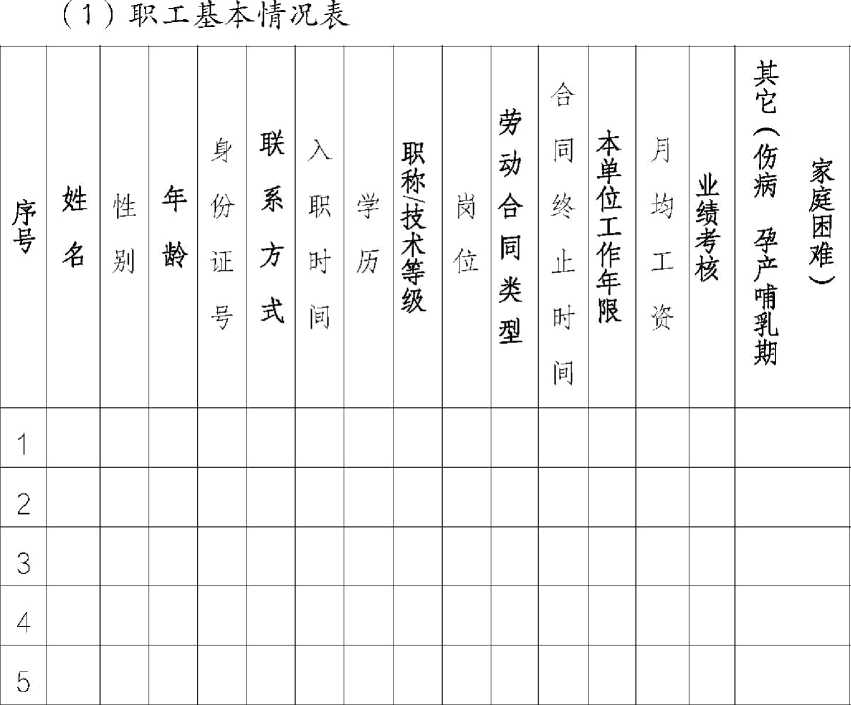 （1）职工基本情况表
序号
姓名
性别
年龄
身份证号
联系方式
入职时间
学历
职称/技术等级
岗位
劳动合同类型
合同终止时间
本单位工作年限
月均工资
业绩考核
其它（伤病 孕产哺乳期
家庭困难）
1
2
3
4
5